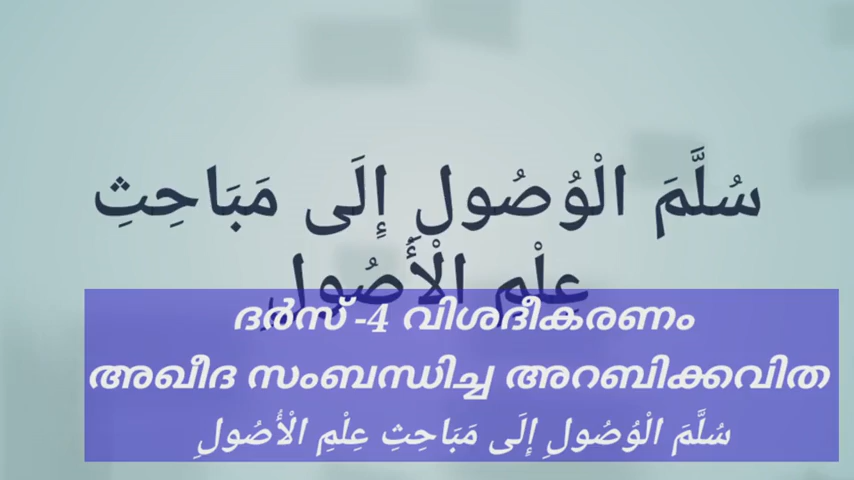 سُلَّمَ الْوُصُولِ إِلَى مَبَاحِثِ
عِلْمِ الْأُصُولِ
ദർസ് -4 വിശദീകരണം
അഖീദ സംബന്ധിച്ച അറബിക്കവിത
سُلَّمَ الْوُصُولِ إِلَى مَبَاحِثِ عِلْمِ الْأُصُولِ